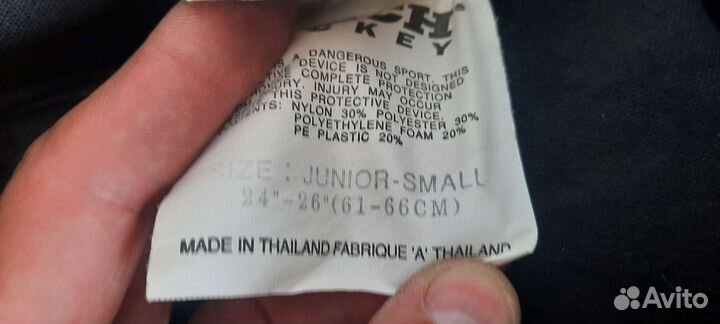 CH®
KEY
A DANGEROUS SPORT. THIS
DEVICE IS NOT DESIGNED
COMPLETE PROTECTION
INJURY MAY OCCUR
THIS PROTECTIVE DEVICE.
NYLON 30% POLYESTER 30%
POLYETHYLENE FOAM 20%
PE PLASTIC 20%
SIZE : JUNIOR-SMALL
24"-26"(61-66CM)
MADE IN THAILAND FABRIQUE 'A' THAILAND
Avito